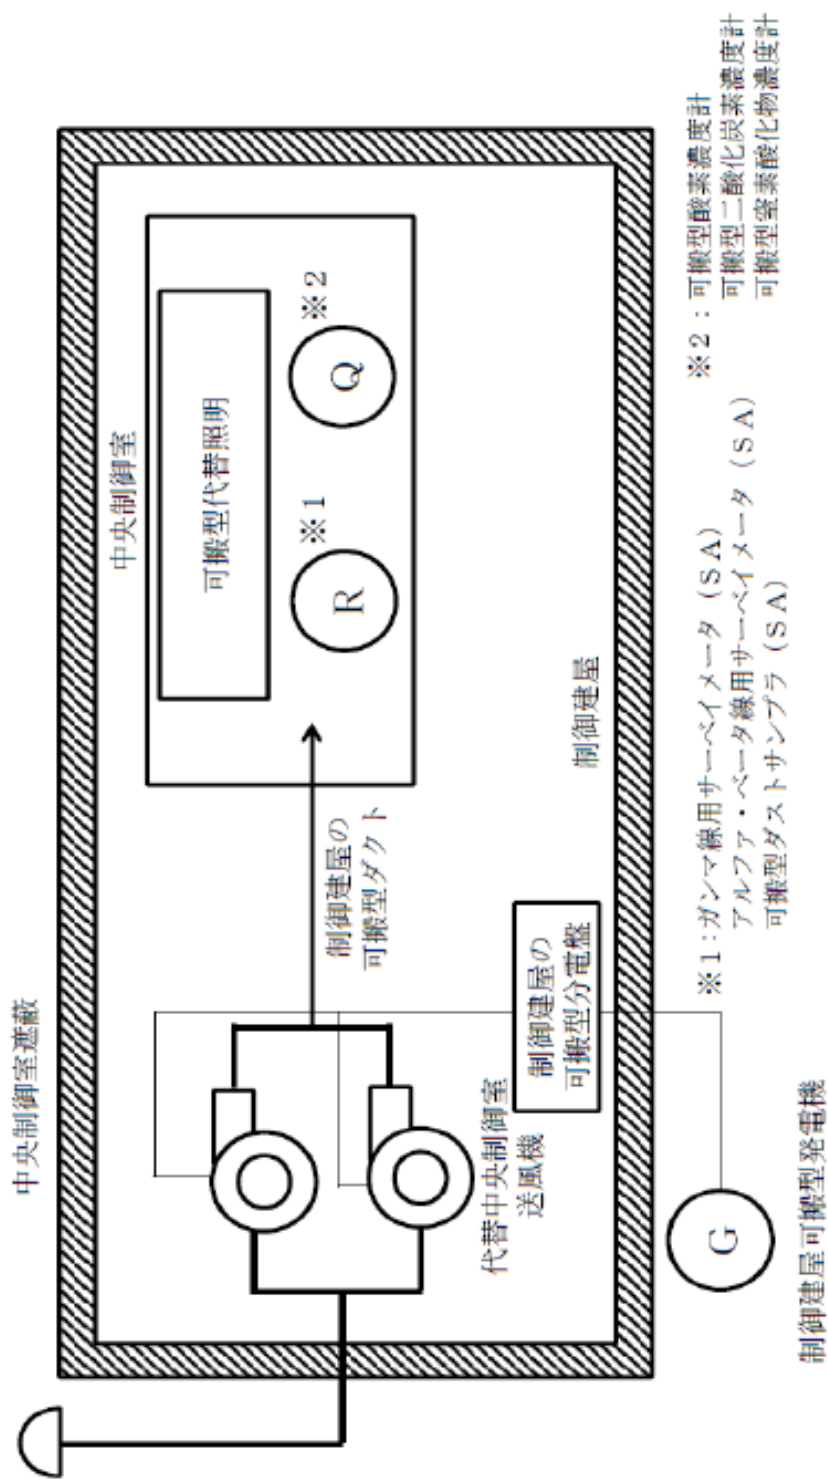 中央制御室遮蔽
中央制御室
可搬型代替照明
R
※1
Q
※2
制御建屋の
可搬型ダクト
代替中央制御室
送風機
制御建屋の
可搬型分電盤
制御建屋
G
制御建屋可搬型発電機
※1:ガンマ線用サーベイメータ(SA)
アルファ・ベータ線用サーベイメータ(SA)
可搬型ダストサンプラ(SA)
※2:可搬型酸素濃度計
可搬型二酸化炭素濃度計
可搬型窒素酸化物濃度計